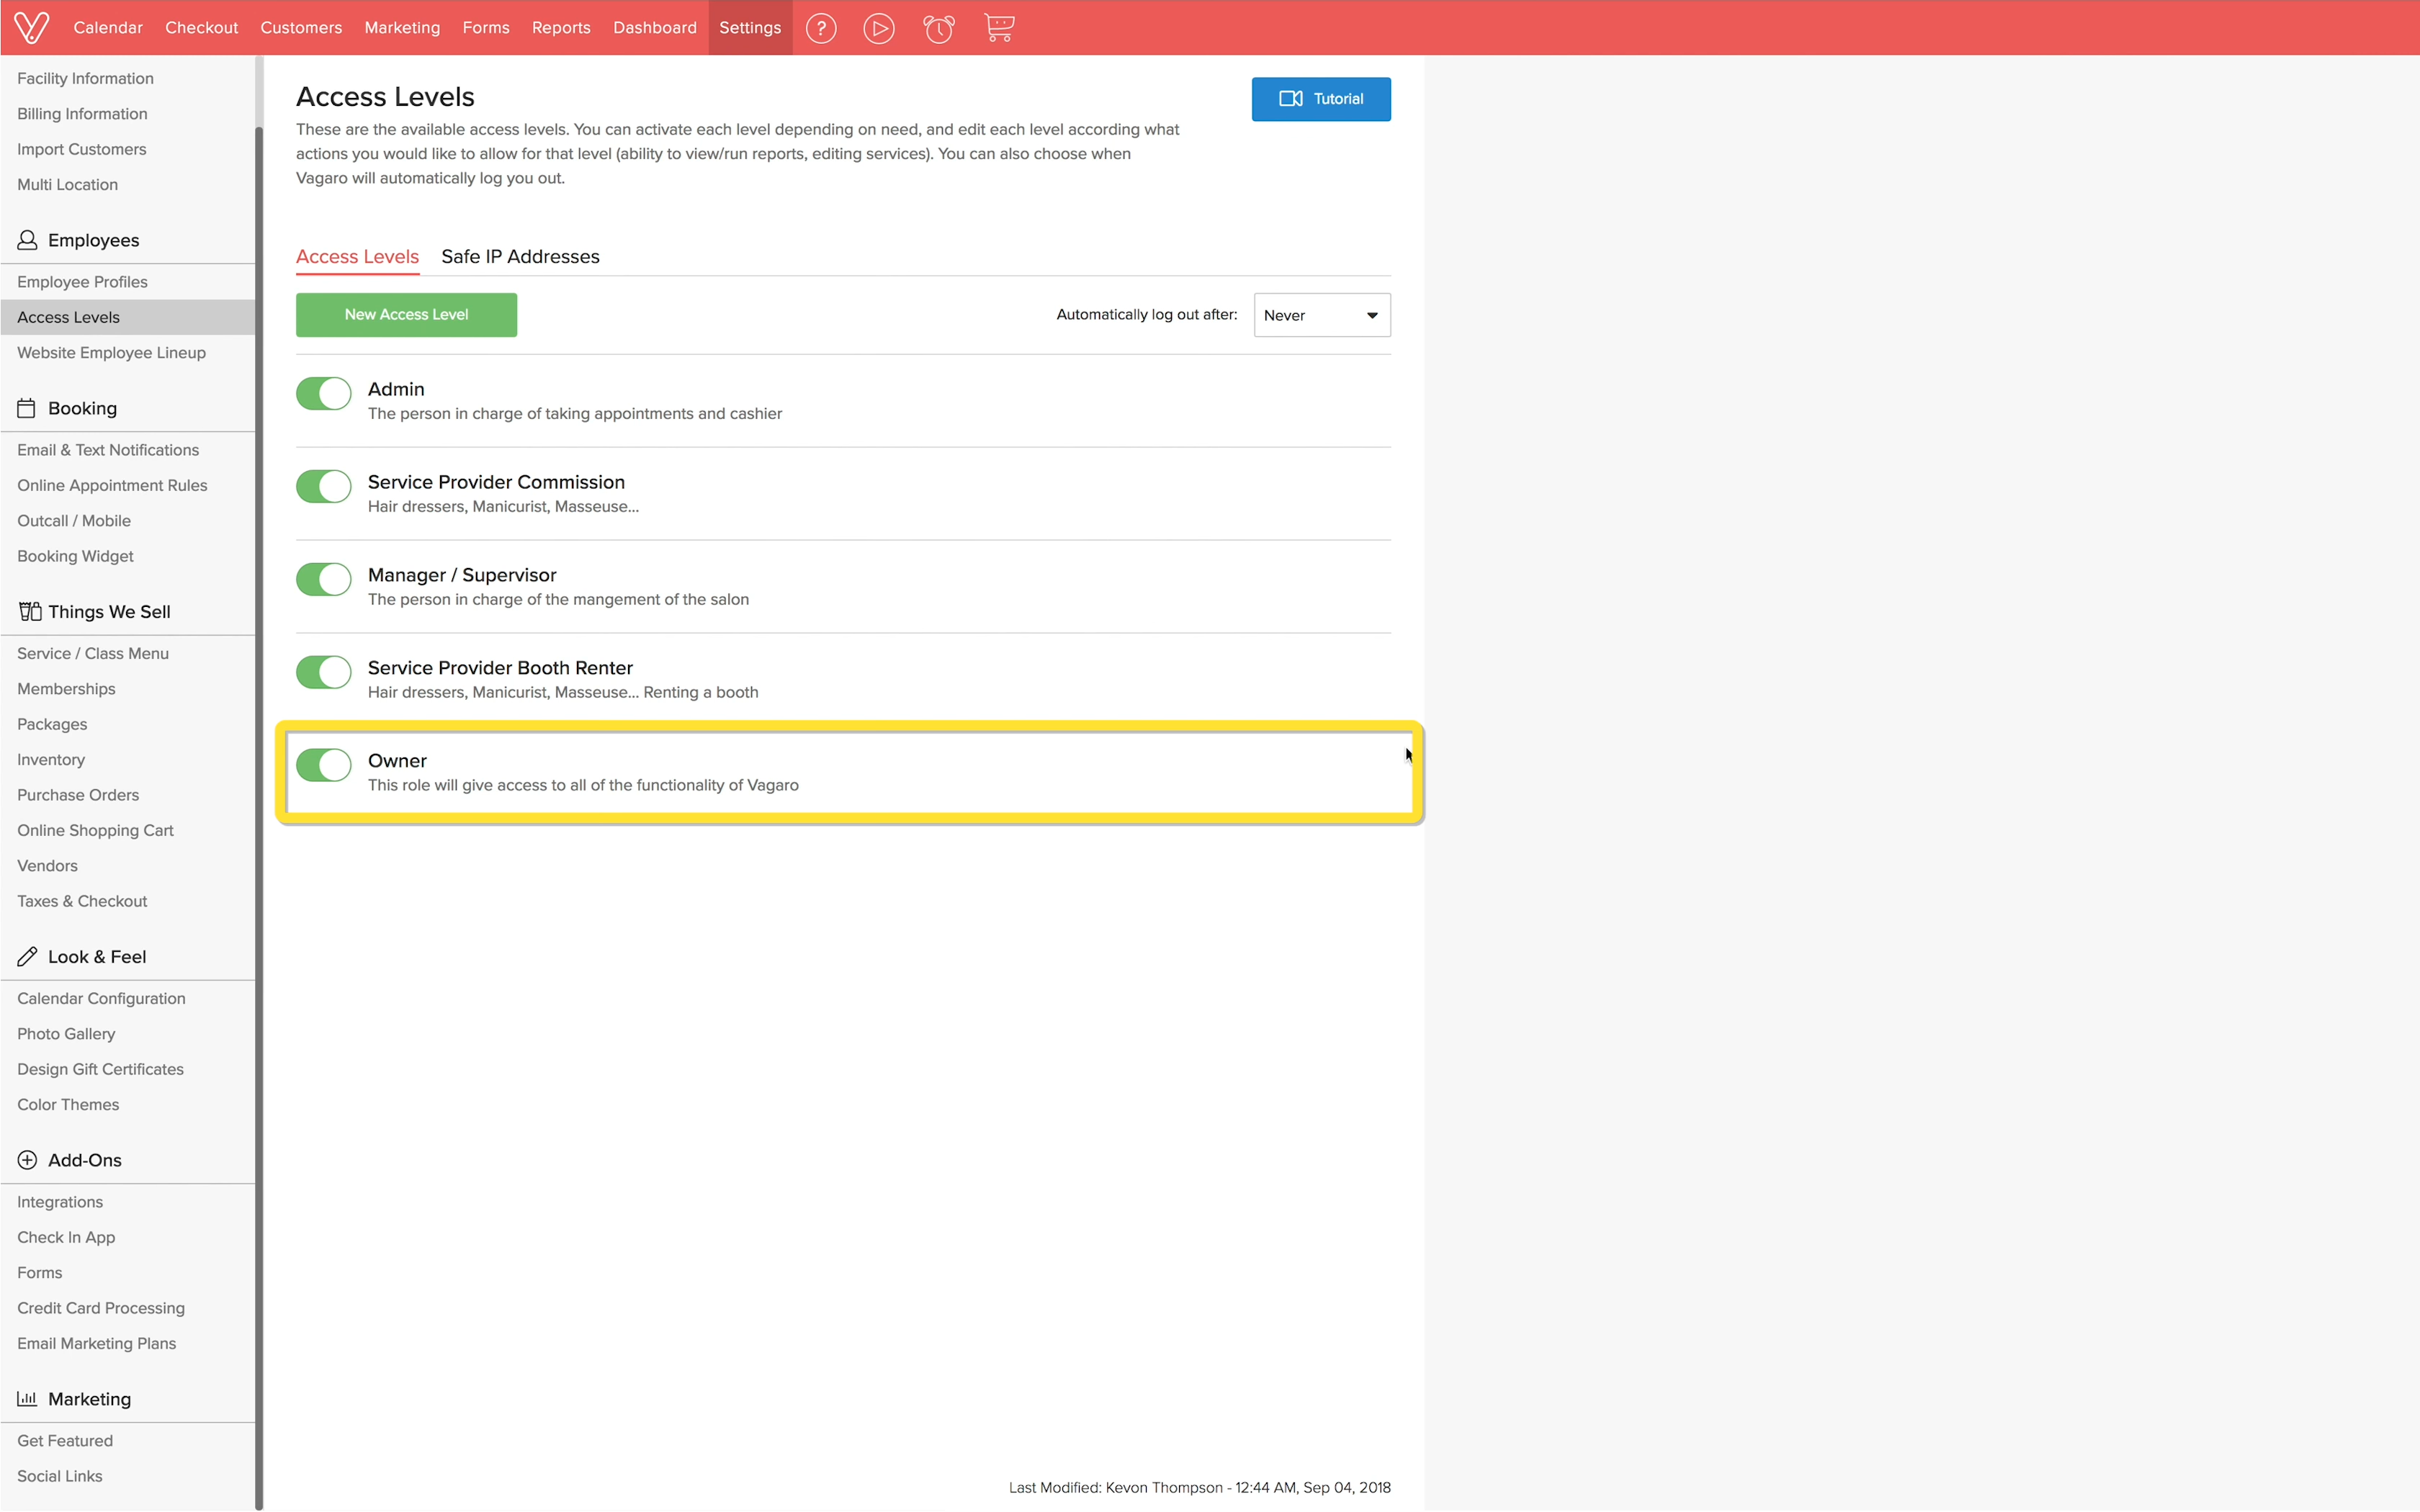 Calendar Checkout Customers Marketing Forms Reports Dashboard Settings ?
Facility Information
Billing Information
Import Customers
Multi Location
Employees
Employee Profiles
Access Levels
Website Employee Lineup
Booking
Email & Text Notifications
Online Appointment Rules
Outcall / Mobile
Booking Widget
Things We Sell
Service / Class Menu
Memberships
Packages
Inventory
Purchase Orders
Online Shopping Cart
Vendors
Taxes & Checkout
Look & Feel
Calendar Configuration
Photo Gallery
Design Gift Certificates
Color Themes
Add-Ons
Integrations
Check In App
Forms
Credit Card Processing
Email Marketing Plans
Marketing
Get Featured
Social Links
Access Levels
Tutorial
These are the available access levels. You can activate each level depending on need, and edit each level according what
actions you would like to allow for that level (ability to view/run reports, editing services). You can also choose when
Vagaro will automatically log you out.
Access Levels Safe IP Addresses
New Access Level Automatically log out after: Never
Admin
The person in charge of taking appointments and cashier
Service Provider Commission
Hair dressers, Manicurist, Masseuse...
Manager / Supervisor
The person in charge of the mangement of the salon
Service Provider Booth Renter
Hair dressers, Manicurist, Masseuse... Renting a booth
Owner
This role will give access to all of the functionality of Vagaro
Last Modified: Kevon Thompson - 12:44 AM, Sep 04, 2018